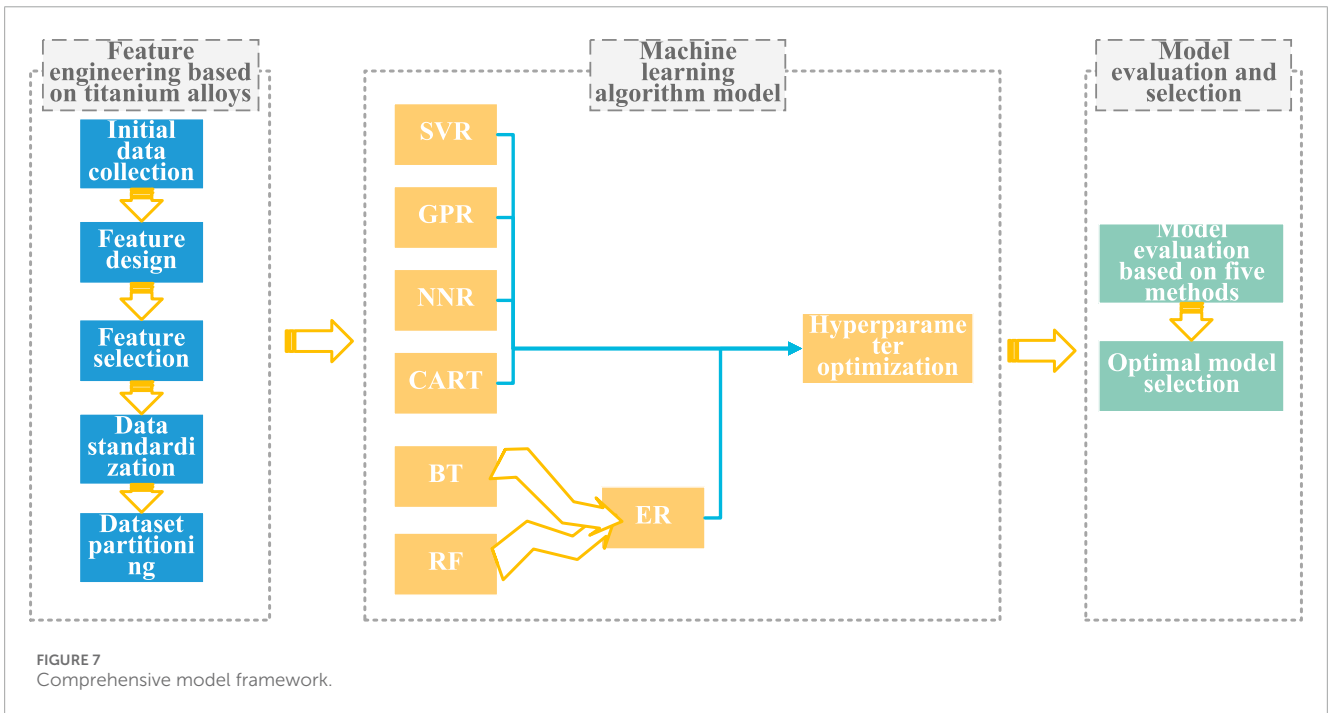 Feature
engineering based
on titanium alloys
Initial
data
collection
Feature
design
Feature
selection
Data
standardi
zation
Dataset
partitioni
ng
Machine
learning
algorithm model
SVR
GPR
NNR
CART
BT
RF
ER
Hyperparame
ter
optimization
Model
evaluation and
selection
Model
evaluation
based on five
methods
Optimal model
selection
FIGURE 7
Comprehensive model framework.